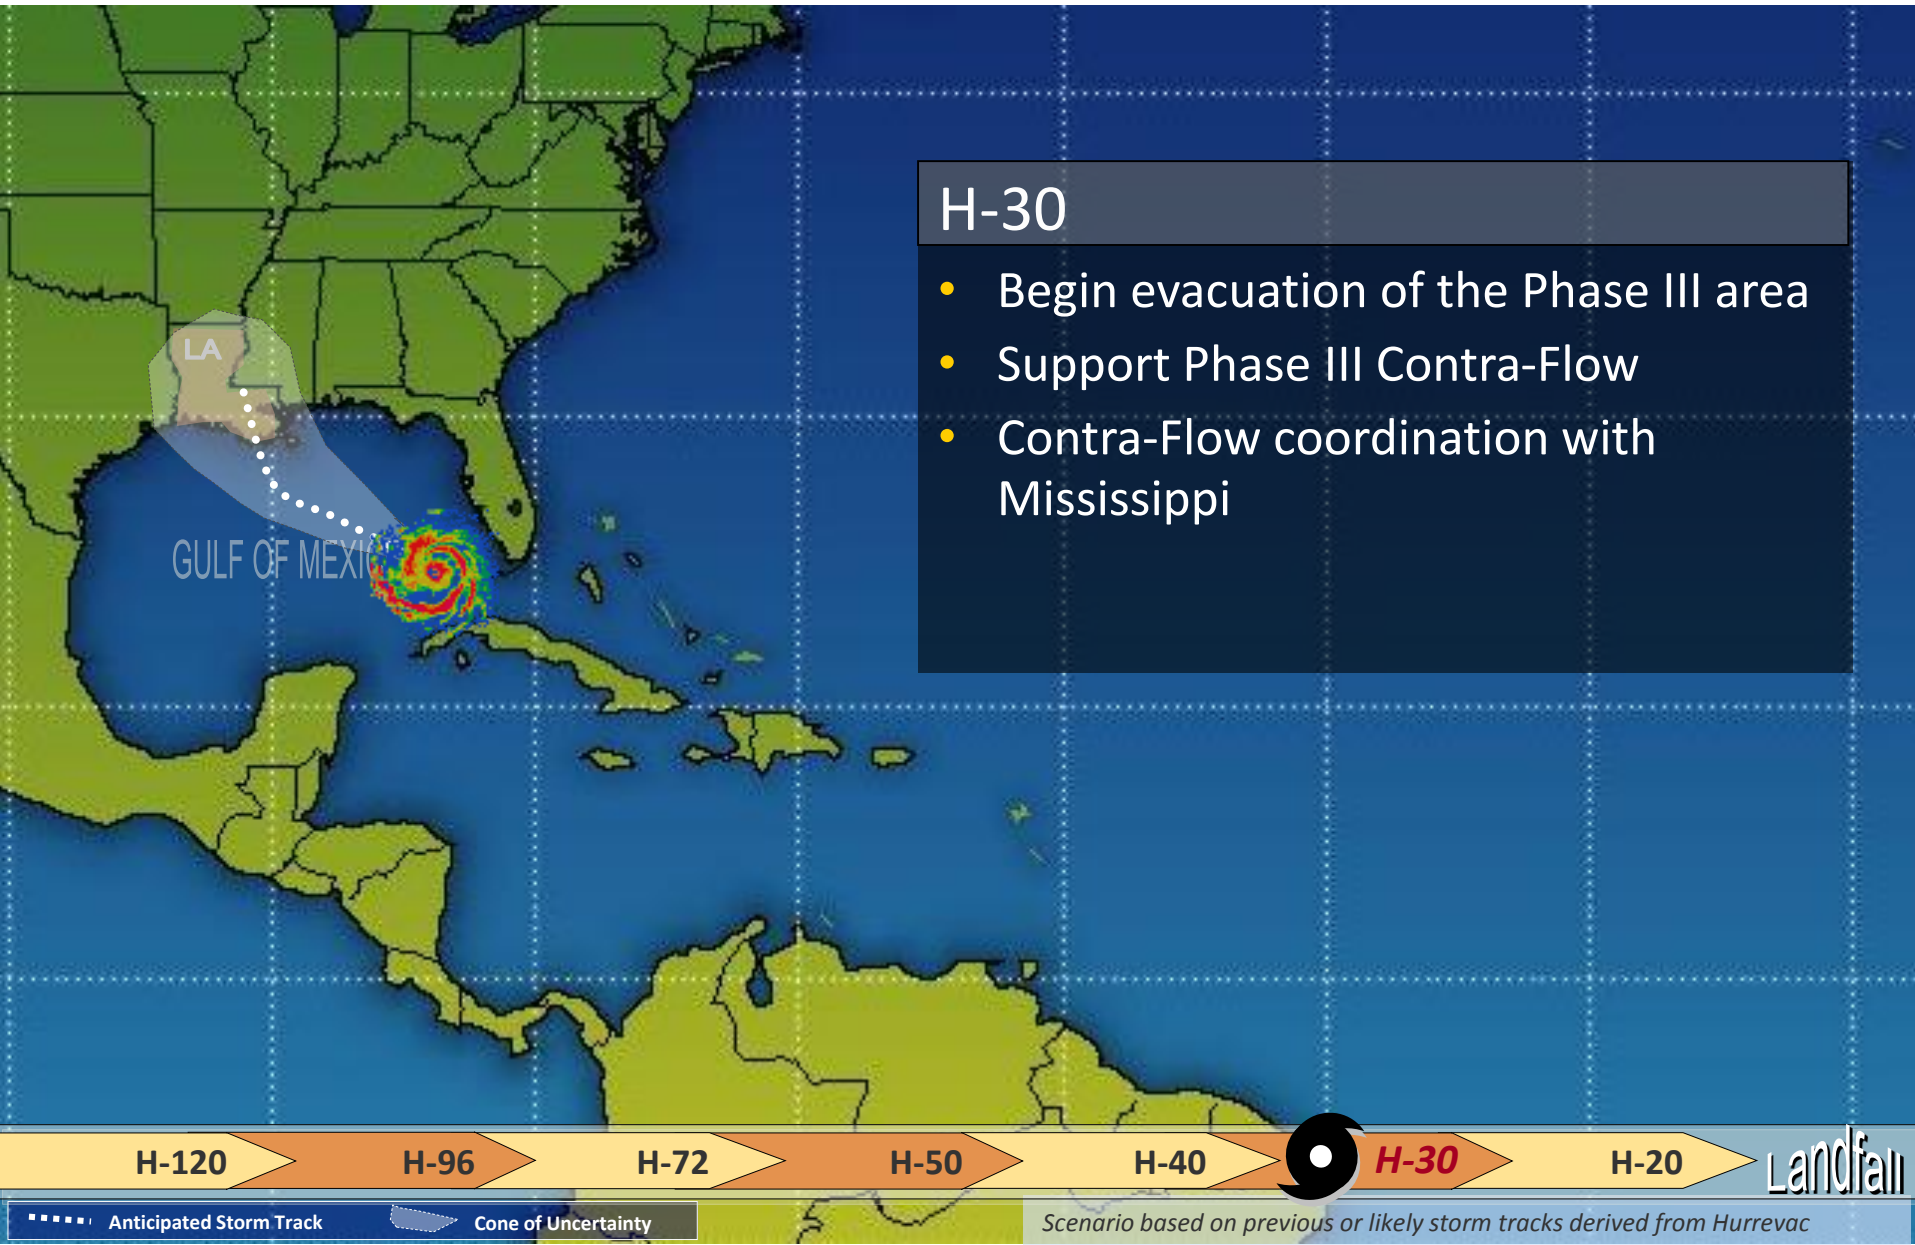 H-30
• Begin evacuation of the Phase III area
• Support Phase III Contra-Flow
• Contra-Flow coordination with
Mississippi
LA
GULF OF MEXIC
H-120
H-96
H-72
H-50
H-40
H-30
H-20
Landfall
Anticipated Storm Track
Cone of Uncertainty
Scenario based on previous or likely storm tracks derived from Hurrevac